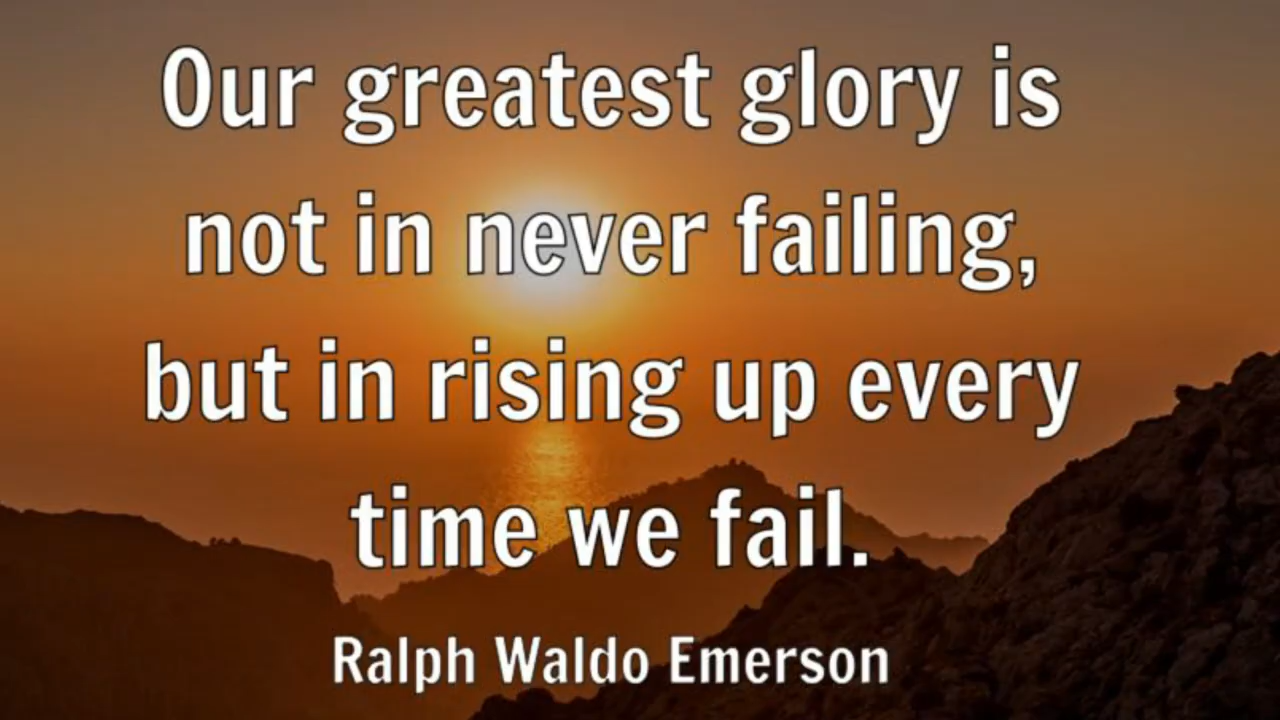 Our greatest glory is
not in never failing,
but in rising up every
time we fail.
Ralph Waldo Emerson